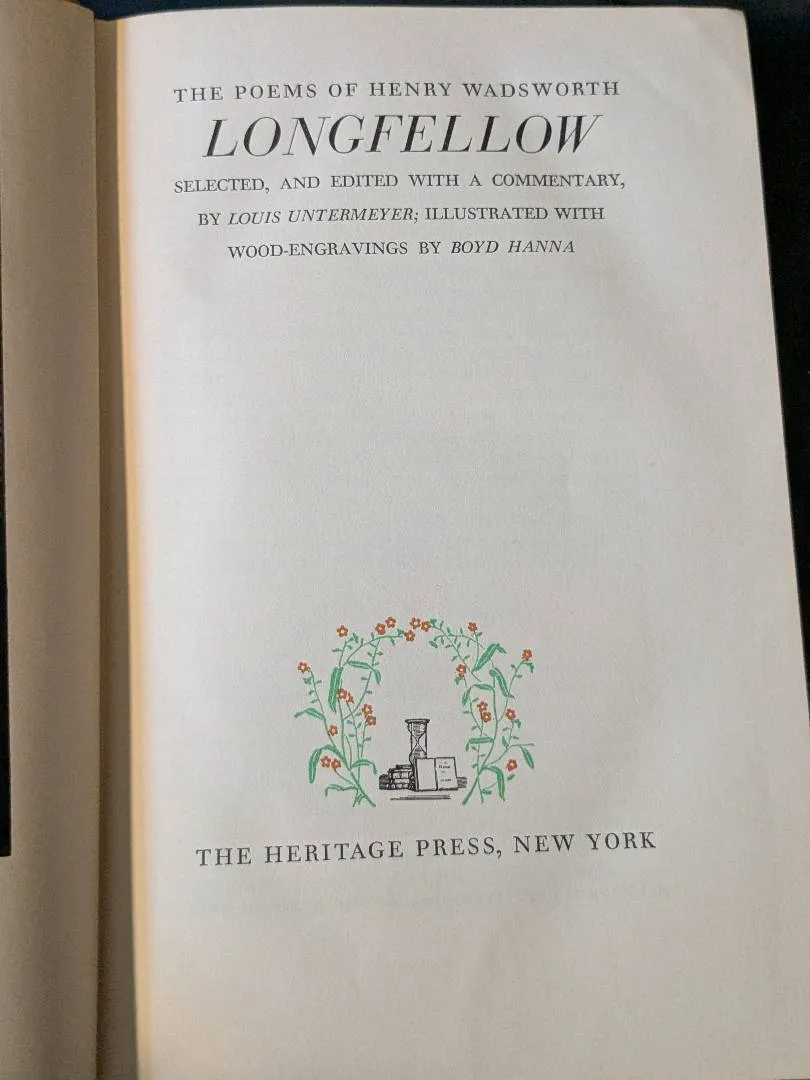 THE POEMS OF HENRY WADSWORTH
LONGFELLOW
SELECTED, AND EDITED WITH A COMMENTARY,
BY LOUIS UNTERMEYER; ILLUSTRATED WITH
WOOD-ENGRAVINGS BY BOYD HANNA
THE HERITAGE PRESS, NEW YORK